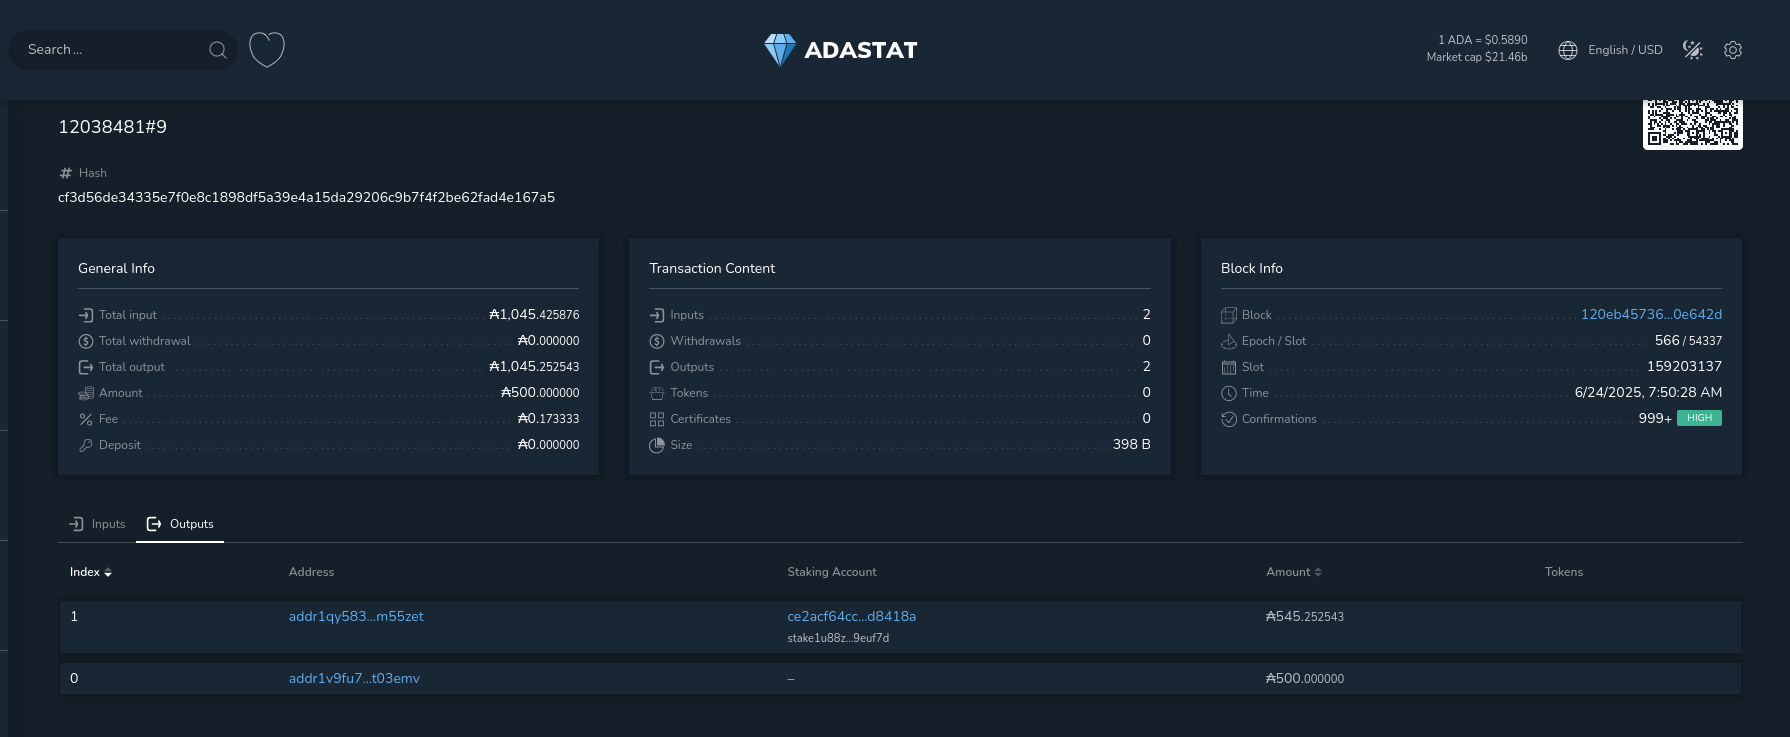 Search ...
ADASTAT
1 ADA = $0.5890
Market cap $21.46b
English / USD
12038481#9
# Hash
cf3d56de34335e7f0e8c1898df5a39e4a15da29206c9b7f4f2be62fad4e167a5
General Info
Total input ₳1,045.425876
Total withdrawal ₳0.000000
Total output ₳1,045.252543
Amount ₳500.000000
Fee ₳0.173333
Deposit ₳0.000000
Transaction Content
Inputs 2
Withdrawals 0
Outputs 2
Tokens 0
Certificates 0
Size 398 B
Block Info
Block 120eb45736...0e642d
Epoch / Slot 566 / 54337
Slot 159203137
Time 6/24/2025, 7:50:28 AM
Confirmations 999+ HIGH
Inputs Outputs
Index Address Staking Account Amount Tokens
1 addr1qy583...m55zet ce2acf64cc...d8418a ₳545.252543
stake1u88z...9euf7d
0 addr1v9fu7...t03emv – ₳500.000000